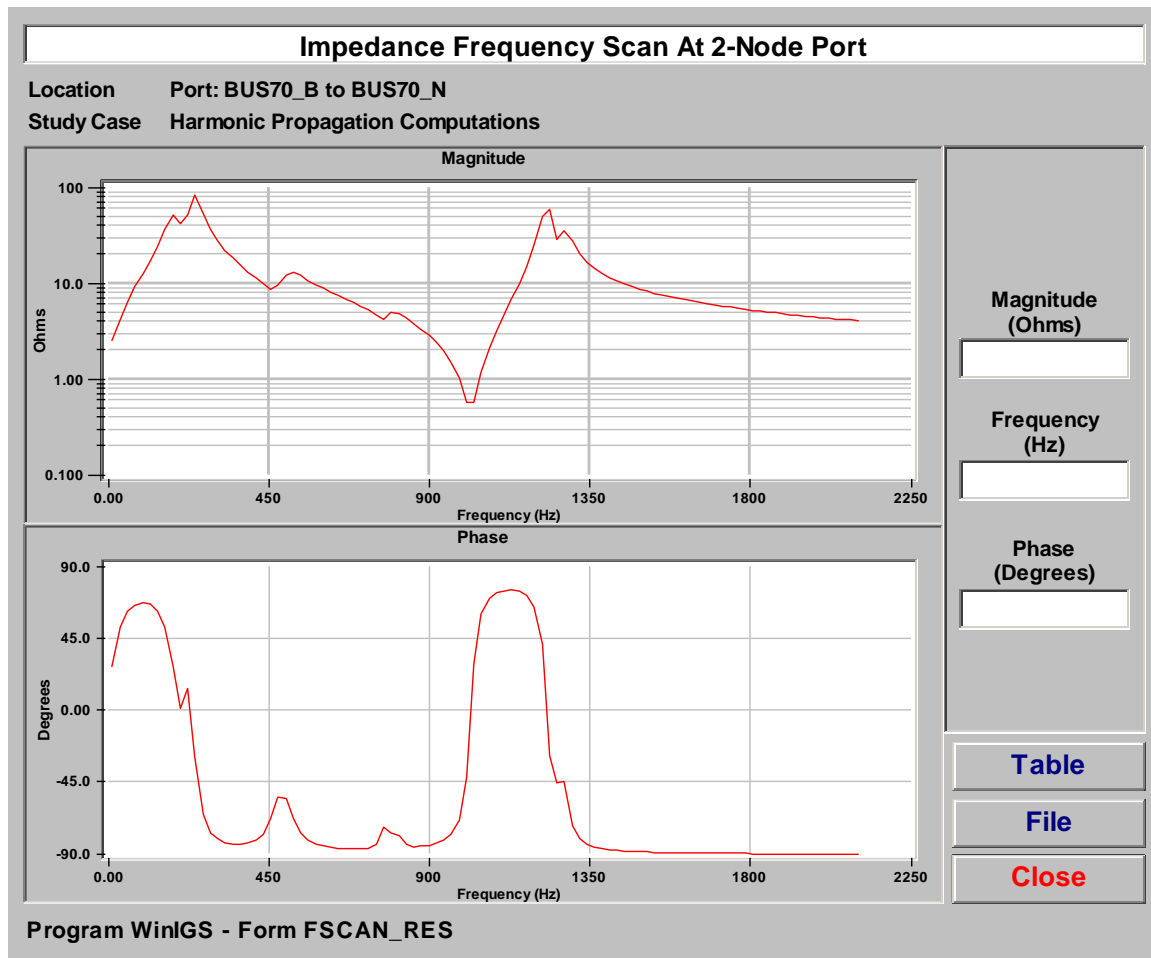 Impedance Frequency Scan At 2-Node Port
Location Port: BUS70_B to BUS70_N
Study Case Harmonic Propagation Computations
Magnitude
100
10.0
1.00
0.100
Ohms
0.00 450 900 1350 1800 2250
Frequency (Hz)
Phase
90.0
45.0
0.00
-45.0
-90.0
Degrees
0.00 450 900 1350 1800 2250
Frequency (Hz)
Magnitude
(Ohms)
Frequency
(Hz)
Phase
(Degrees)
Table
File
Close
Program WinIGS - Form FSCAN_RES